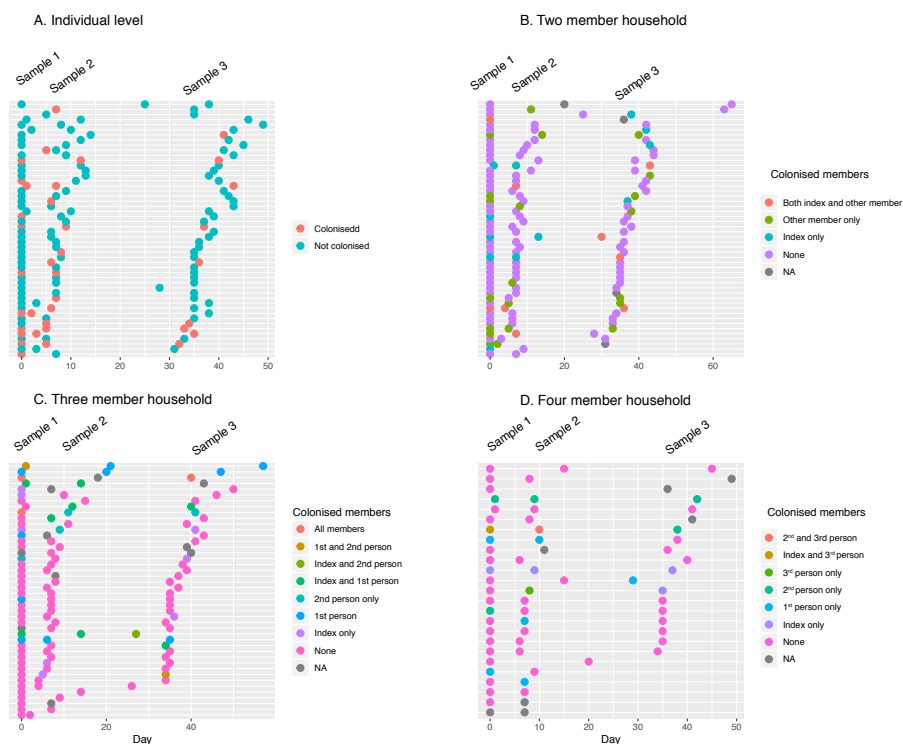 A. Individual level
Sample 1
Sample 2
Sample 3
Colonisedd
Not colonised
0 10 20 30 40 50
B. Two member household
Sample 1
Sample 2
Sample 3
Colonised members
Both index and other member
Other member only
Index only
None
NA
0 20 40 60
C. Three member household
Sample 1
Sample 2
Sample 3
Colonised members
All members
1st and 2nd person
Index and 2nd person
Index and 1st person
2nd person only
1st person
Index only
None
NA
0 20 40
Day
D. Four member household
Sample 1
Sample 2
Sample 3
Colonised members
2nd and 3rd person
Index and 3rd person
3rd person only
2nd person only
1st person only
Index only
None
NA
0 10 20 30 40 50
Day